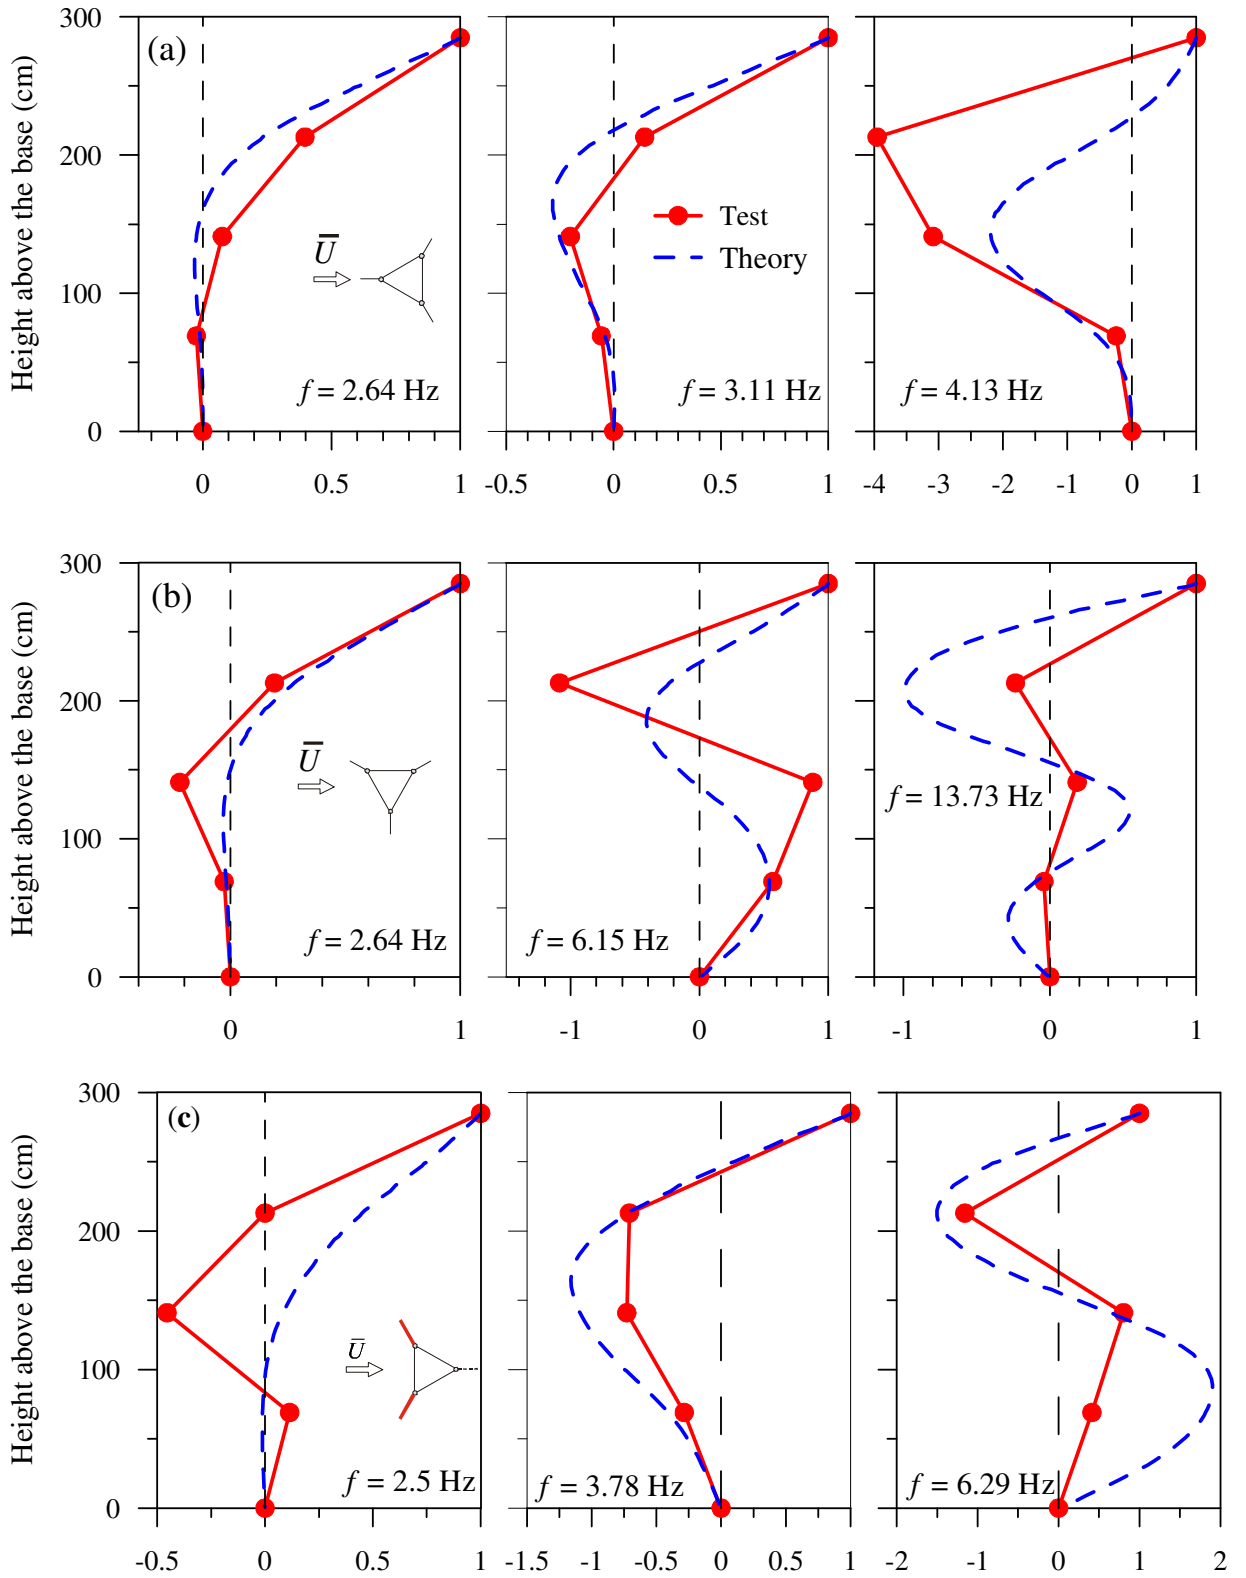 300
200
100
0
Height above the base (cm)
(a)
U̅
f = 2.64 Hz
0 0.5 1
Test
Theory
f = 3.11 Hz
-0.5 0 0.5 1
f = 4.13 Hz
-4 -3 -2 -1 0 1
300
200
100
0
Height above the base (cm)
(b)
U̅
f = 2.64 Hz
0 1
f = 6.15 Hz
-1 0 1
f = 13.73 Hz
-1 0 1
300
200
100
0
Height above the base (cm)
(c)
U̅
f = 2.5 Hz
-0.5 0 0.5 1
f = 3.78 Hz
-1.5 -1 -0.5 0 0.5 1
f = 6.29 Hz
-2 -1 0 1 2